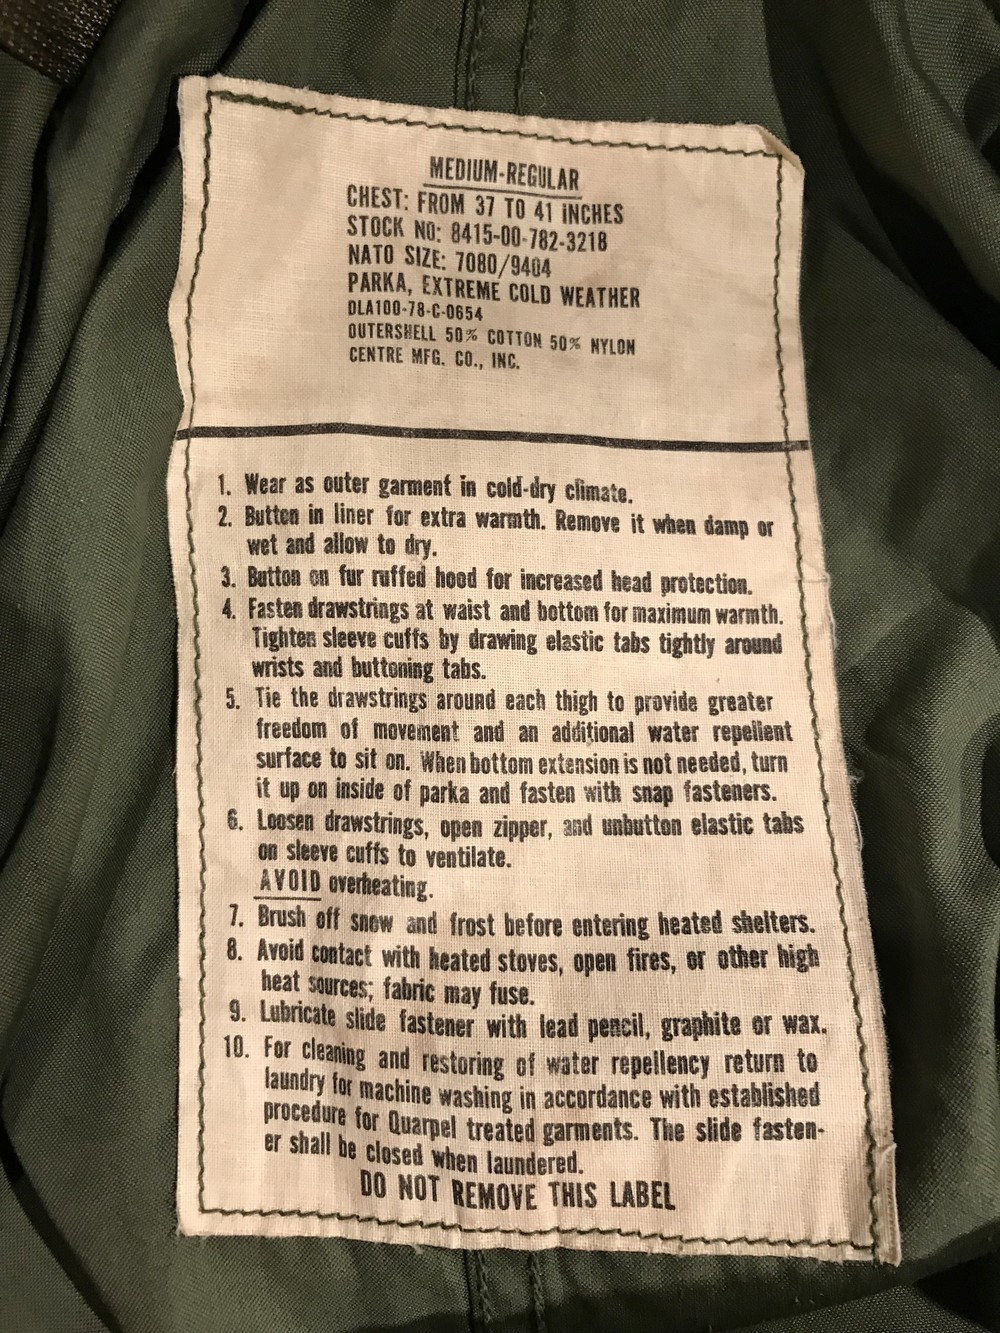 MEDIUM-REGULAR
CHEST: FROM 37 TO 41 INCHES
STOCK NO: 8415-00-782-3218
NATO SIZE: 7080/9404
PARKA, EXTREME COLD WEATHER
DLA100-78-C-0654
OUTERSHELL 50% COTTON 50% NYLON
CENTRE MFG. CO., INC.
1. Wear as outer garment in cold-dry climate.
2. Button in liner for extra warmth. Remove it when damp or
wet and allow to dry.
3. Button on fur ruffed hood for increased head protection.
4. Fasten drawstrings at waist and bottom for maximum warmth.
Tighten sleeve cuffs by drawing elastic tabs tightly around
wrists and buttoning tabs.
5. Tie the drawstrings around each thigh to provide greater
freedom of movement and an additional water repellent
surface to sit on. When bottom extension is not needed, turn
it up on inside of parka and fasten with snap fasteners.
6. Loosen drawstrings, open zipper, and unbutton elastic tabs
on sleeve cuffs to ventilate.
AVOID overheating.
7. Brush off snow and frost before entering heated shelters.
8. Avoid contact with heated stoves, open fires, or other high
heat sources; fabric may fuse.
9. Lubricate slide fastener with lead pencil, graphite or wax.
10. For cleaning and restoring of water repellency return to
laundry for machine washing in accordance with established
procedure for Quarpel treated garments. The slide fasten-
er shall be closed when laundered.
DO NOT REMOVE THIS LABEL